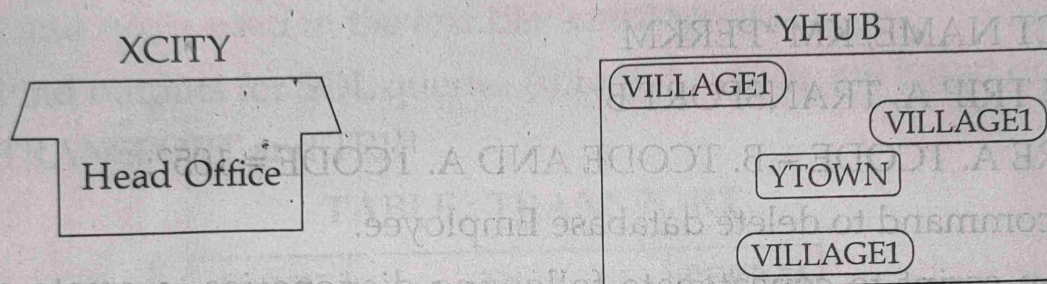 XCITY
Head Office
YHUB
VILLAGE1
VILLAGE1
YTOWN
VILLAGE1